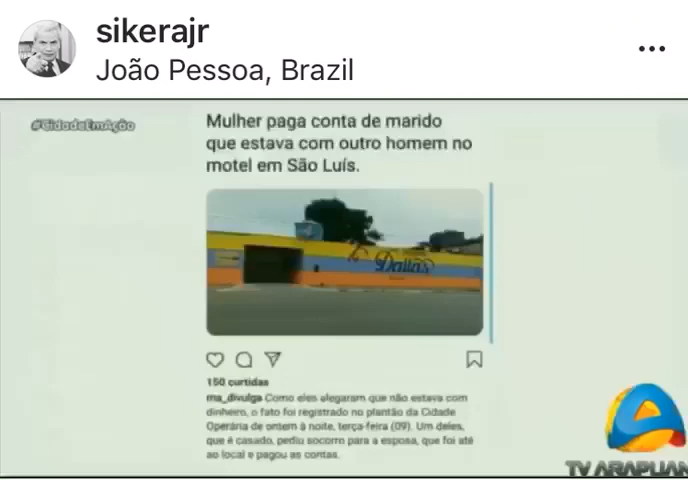 sikerajr
João Pessoa, Brazil
#CidadeEmAção
Mulher paga conta de marido
que estava com outro homem no
motel em São Luís.
Dallas
150 curtidas
ma_divulga Como eles alegaram que não estava com
dinheiro, o fato foi registrado no plantão da Cidade
Operária de ontem à noite, terça-feira (09). Um deles,
que é casado, pediu socorro para a esposa, que foi até
ao local e pagou as contas.
TV ARAPUAN